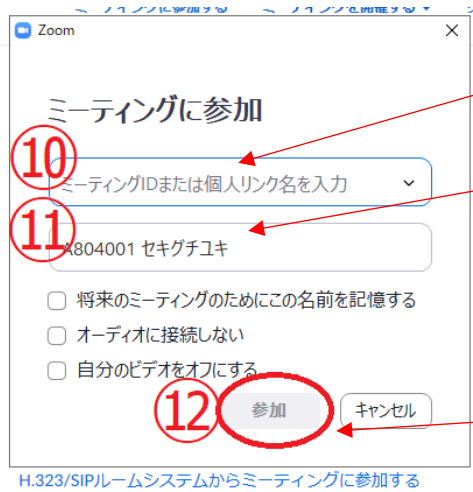 ミーティングに参加する ミーティングを開催する
Zoom
ミーティングに参加
⑩
ミーティングIDまたは個人リンク名を入力
⑪
A804001 セキグチユキ
将来のミーティングのためにこの名前を記憶する
オーディオに接続しない
自分のビデオをオフにする
⑫ 参加 キャンセル
H.323/SIPルームシステムからミーティングに参加する